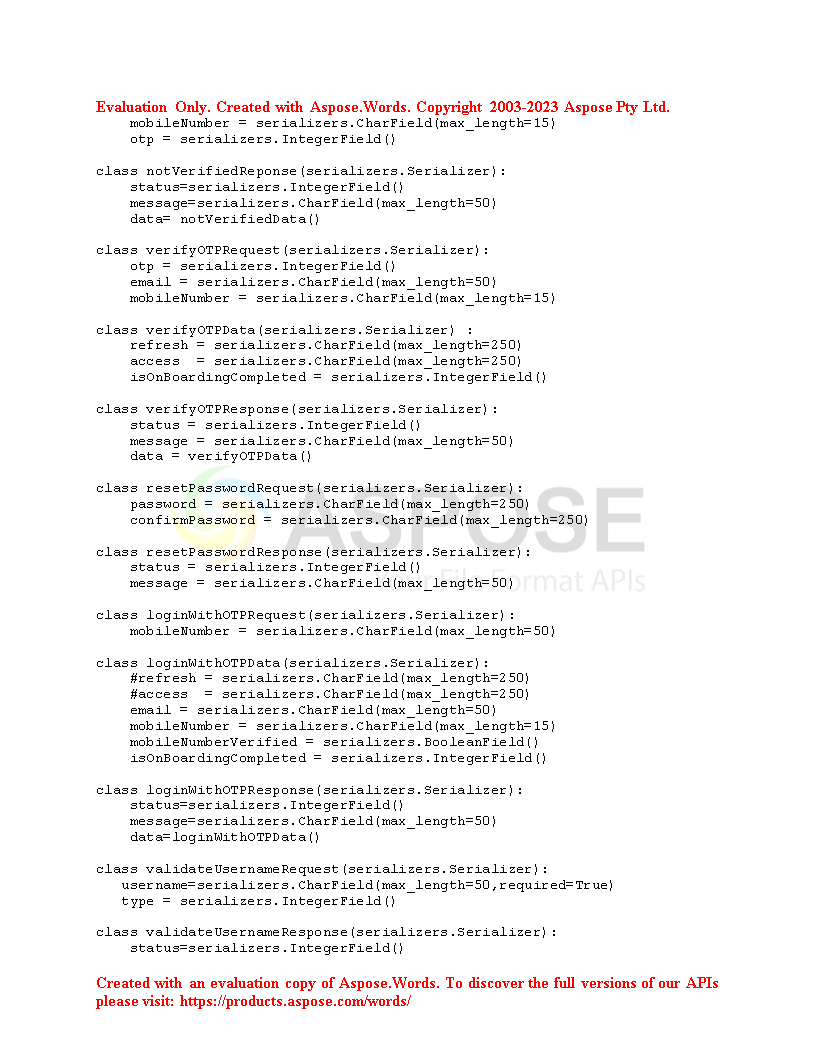 Evaluation Only. Created with Aspose.Words. Copyright 2003-2023 Aspose Pty Ltd.
    mobileNumber = serializers.CharField(max_length=15)
    otp = serializers.IntegerField()

class notVerifiedReponse(serializers.Serializer):
    status=serializers.IntegerField()
    message=serializers.CharField(max_length=50)
    data= notVerifiedData()

class verifyOTPRequest(serializers.Serializer):
    otp = serializers.IntegerField()
    email = serializers.CharField(max_length=50)
    mobileNumber = serializers.CharField(max_length=15)

class verifyOTPData(serializers.Serializer) :
    refresh = serializers.CharField(max_length=250)
    access  = serializers.CharField(max_length=250)
    isOnBoardingCompleted = serializers.IntegerField()

class verifyOTPResponse(serializers.Serializer):
    status = serializers.IntegerField()
    message = serializers.CharField(max_length=50)
    data = verifyOTPData()

class resetPasswordRequest(serializers.Serializer):
    password = serializers.CharField(max_length=250)
    confirmPassword = serializers.CharField(max_length=250)
ASPOSE

class resetPasswordResponse(serializers.Serializer):
    status = serializers.IntegerField()
    message = serializers.CharField(max_length=50)
Your File Format APIs

class loginWithOTPRequest(serializers.Serializer):
    mobileNumber = serializers.CharField(max_length=50)

class loginWithOTPData(serializers.Serializer):
    #refresh = serializers.CharField(max_length=250)
    #access  = serializers.CharField(max_length=250)
    email = serializers.CharField(max_length=50)
    mobileNumber = serializers.CharField(max_length=15)
    mobileNumberVerified = serializers.BooleanField()
    isOnBoardingCompleted = serializers.IntegerField()

class loginWithOTPResponse(serializers.Serializer):
    status=serializers.IntegerField()
    message=serializers.CharField(max_length=50)
    data=loginWithOTPData()

class validateUsernameRequest(serializers.Serializer):
   username=serializers.CharField(max_length=50,required=True)
   type = serializers.IntegerField()

class validateUsernameResponse(serializers.Serializer):
    status=serializers.IntegerField()

Created with an evaluation copy of Aspose.Words. To discover the full versions of our APIs
please visit: https://products.aspose.com/words/